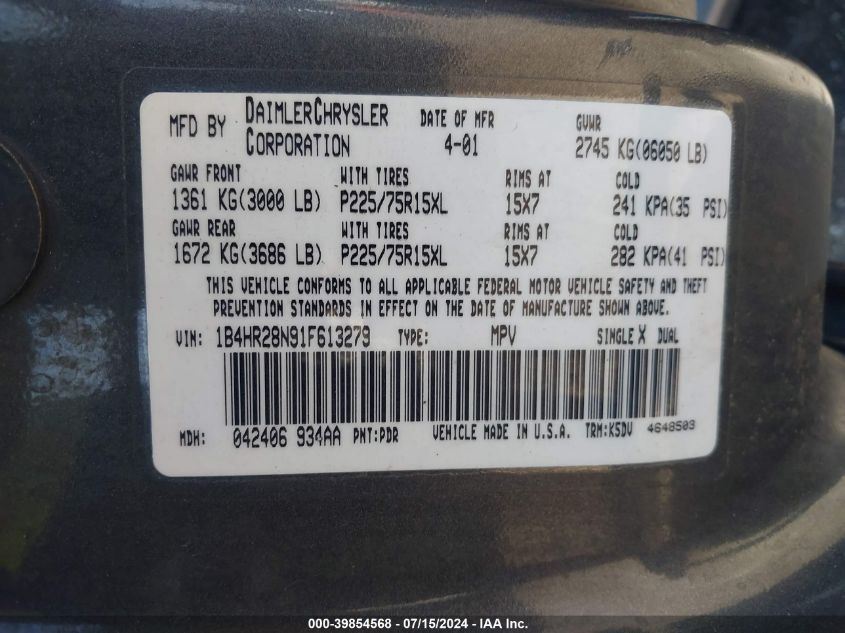 MFD BY DAIMLERCHRYSLER CORPORATION DATE OF MFR 4-01 GVWR 2745 KG(06050 LB)
GAWR FRONT WITH TIRES RIMS AT COLD
1361 KG(3000 LB) P225/75R15XL 15X7 241 KPA(35 PSI)
GAWR REAR WITH TIRES RIMS AT COLD
1672 KG(3686 LB) P225/75R15XL 15X7 282 KPA(41 PSI)
THIS VEHICLE CONFORMS TO ALL APPLICABLE FEDERAL MOTOR VEHICLE SAFETY AND THEFT
PREVENTION STANDARDS IN EFFECT ON THE DATE OF MANUFACTURE SHOWN ABOVE.
VIN: 1B4HR28N91F613279 TYPE: MPV SINGLE X DUAL
MDH: 042406 934AA PNT:PDR VEHICLE MADE IN U.S.A. TRM:K5DV 4648503
000-39854568 - 07/15/2024 - IAA Inc.